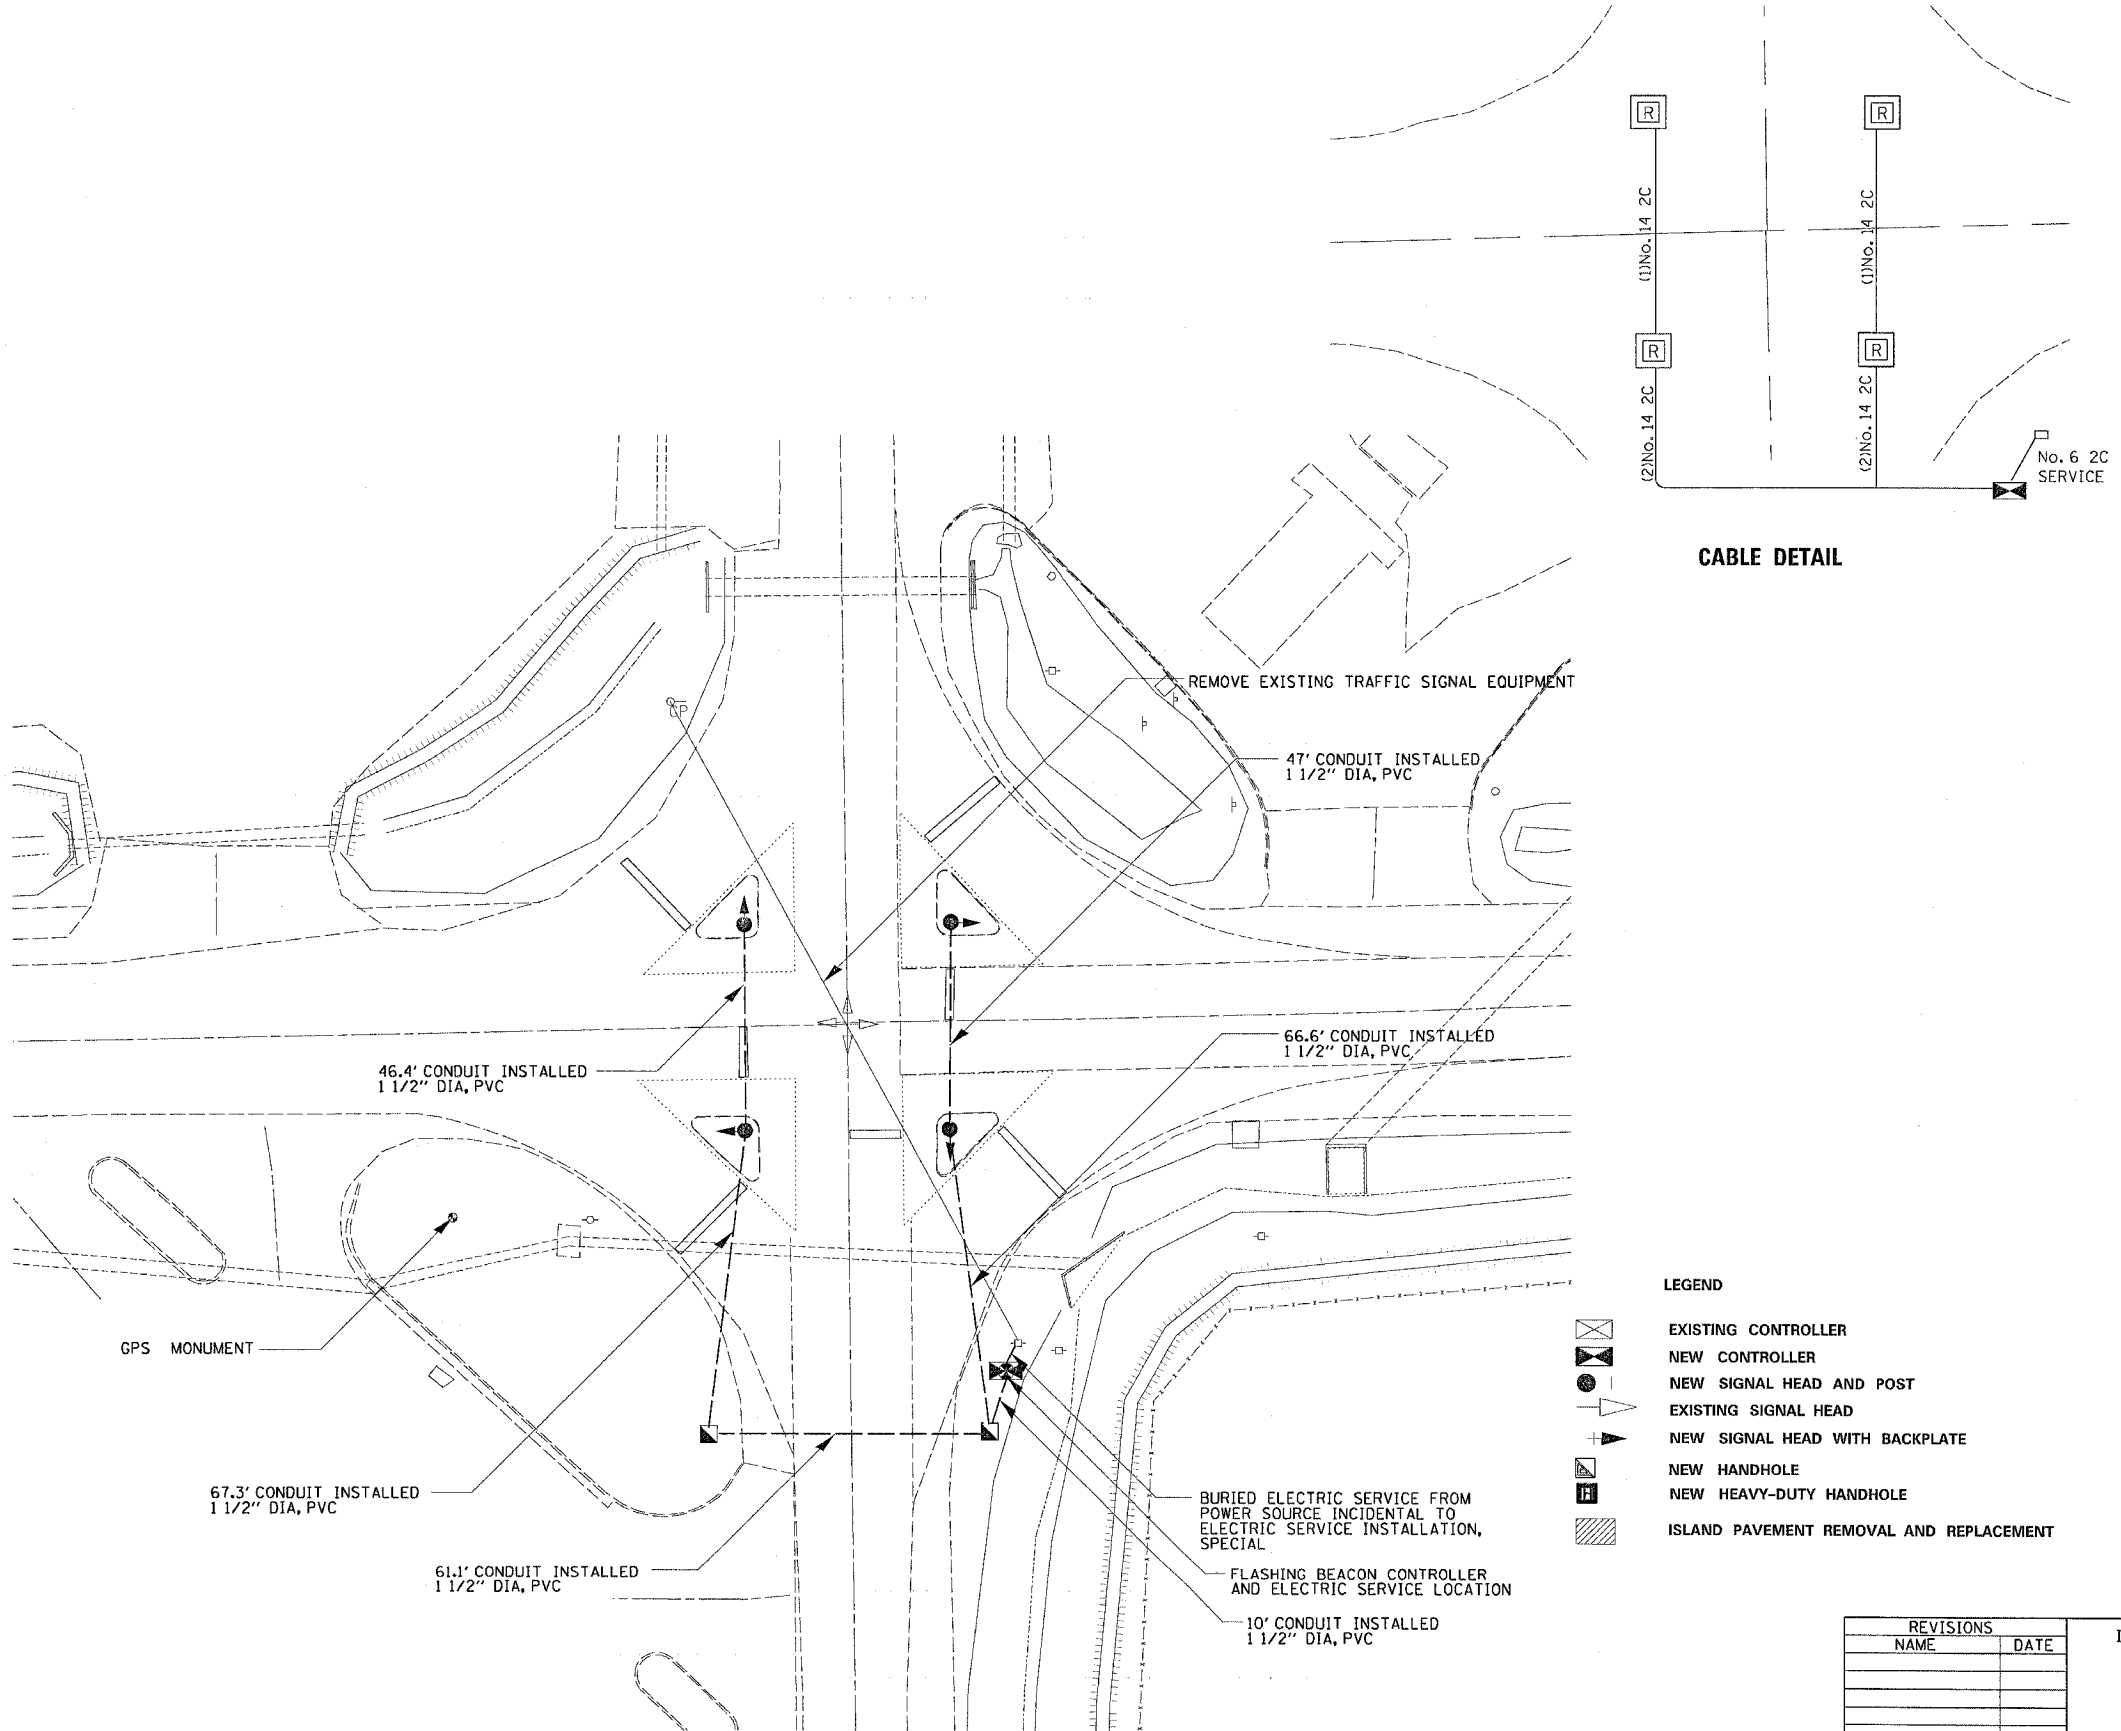 R
R
(1)No. 14 2C
(1)No. 14 2C
R
R
(2)No. 14 2C
(2)No. 14 2C
No. 6 2C
SERVICE
CABLE DETAIL
REMOVE EXISTING TRAFFIC SIGNAL EQUIPMENT
47' CONDUIT INSTALLED
1 1/2" DIA, PVC
66.6' CONDUIT INSTALLED
1 1/2" DIA, PVC
46.4' CONDUIT INSTALLED
1 1/2" DIA, PVC
GPS MONUMENT
67.3' CONDUIT INSTALLED
1 1/2" DIA, PVC
61.1' CONDUIT INSTALLED
1 1/2" DIA, PVC
BURIED ELECTRIC SERVICE FROM
POWER SOURCE INCIDENTAL TO
ELECTRIC SERVICE INSTALLATION,
SPECIAL
FLASHING BEACON CONTROLLER
AND ELECTRIC SERVICE LOCATION
10' CONDUIT INSTALLED
1 1/2" DIA, PVC
LEGEND
EXISTING CONTROLLER
NEW CONTROLLER
NEW SIGNAL HEAD AND POST
EXISTING SIGNAL HEAD
NEW SIGNAL HEAD WITH BACKPLATE
NEW HANDHOLE
H NEW HEAVY-DUTY HANDHOLE
ISLAND PAVEMENT REMOVAL AND REPLACEMENT
REVISIONS
NAME DATE